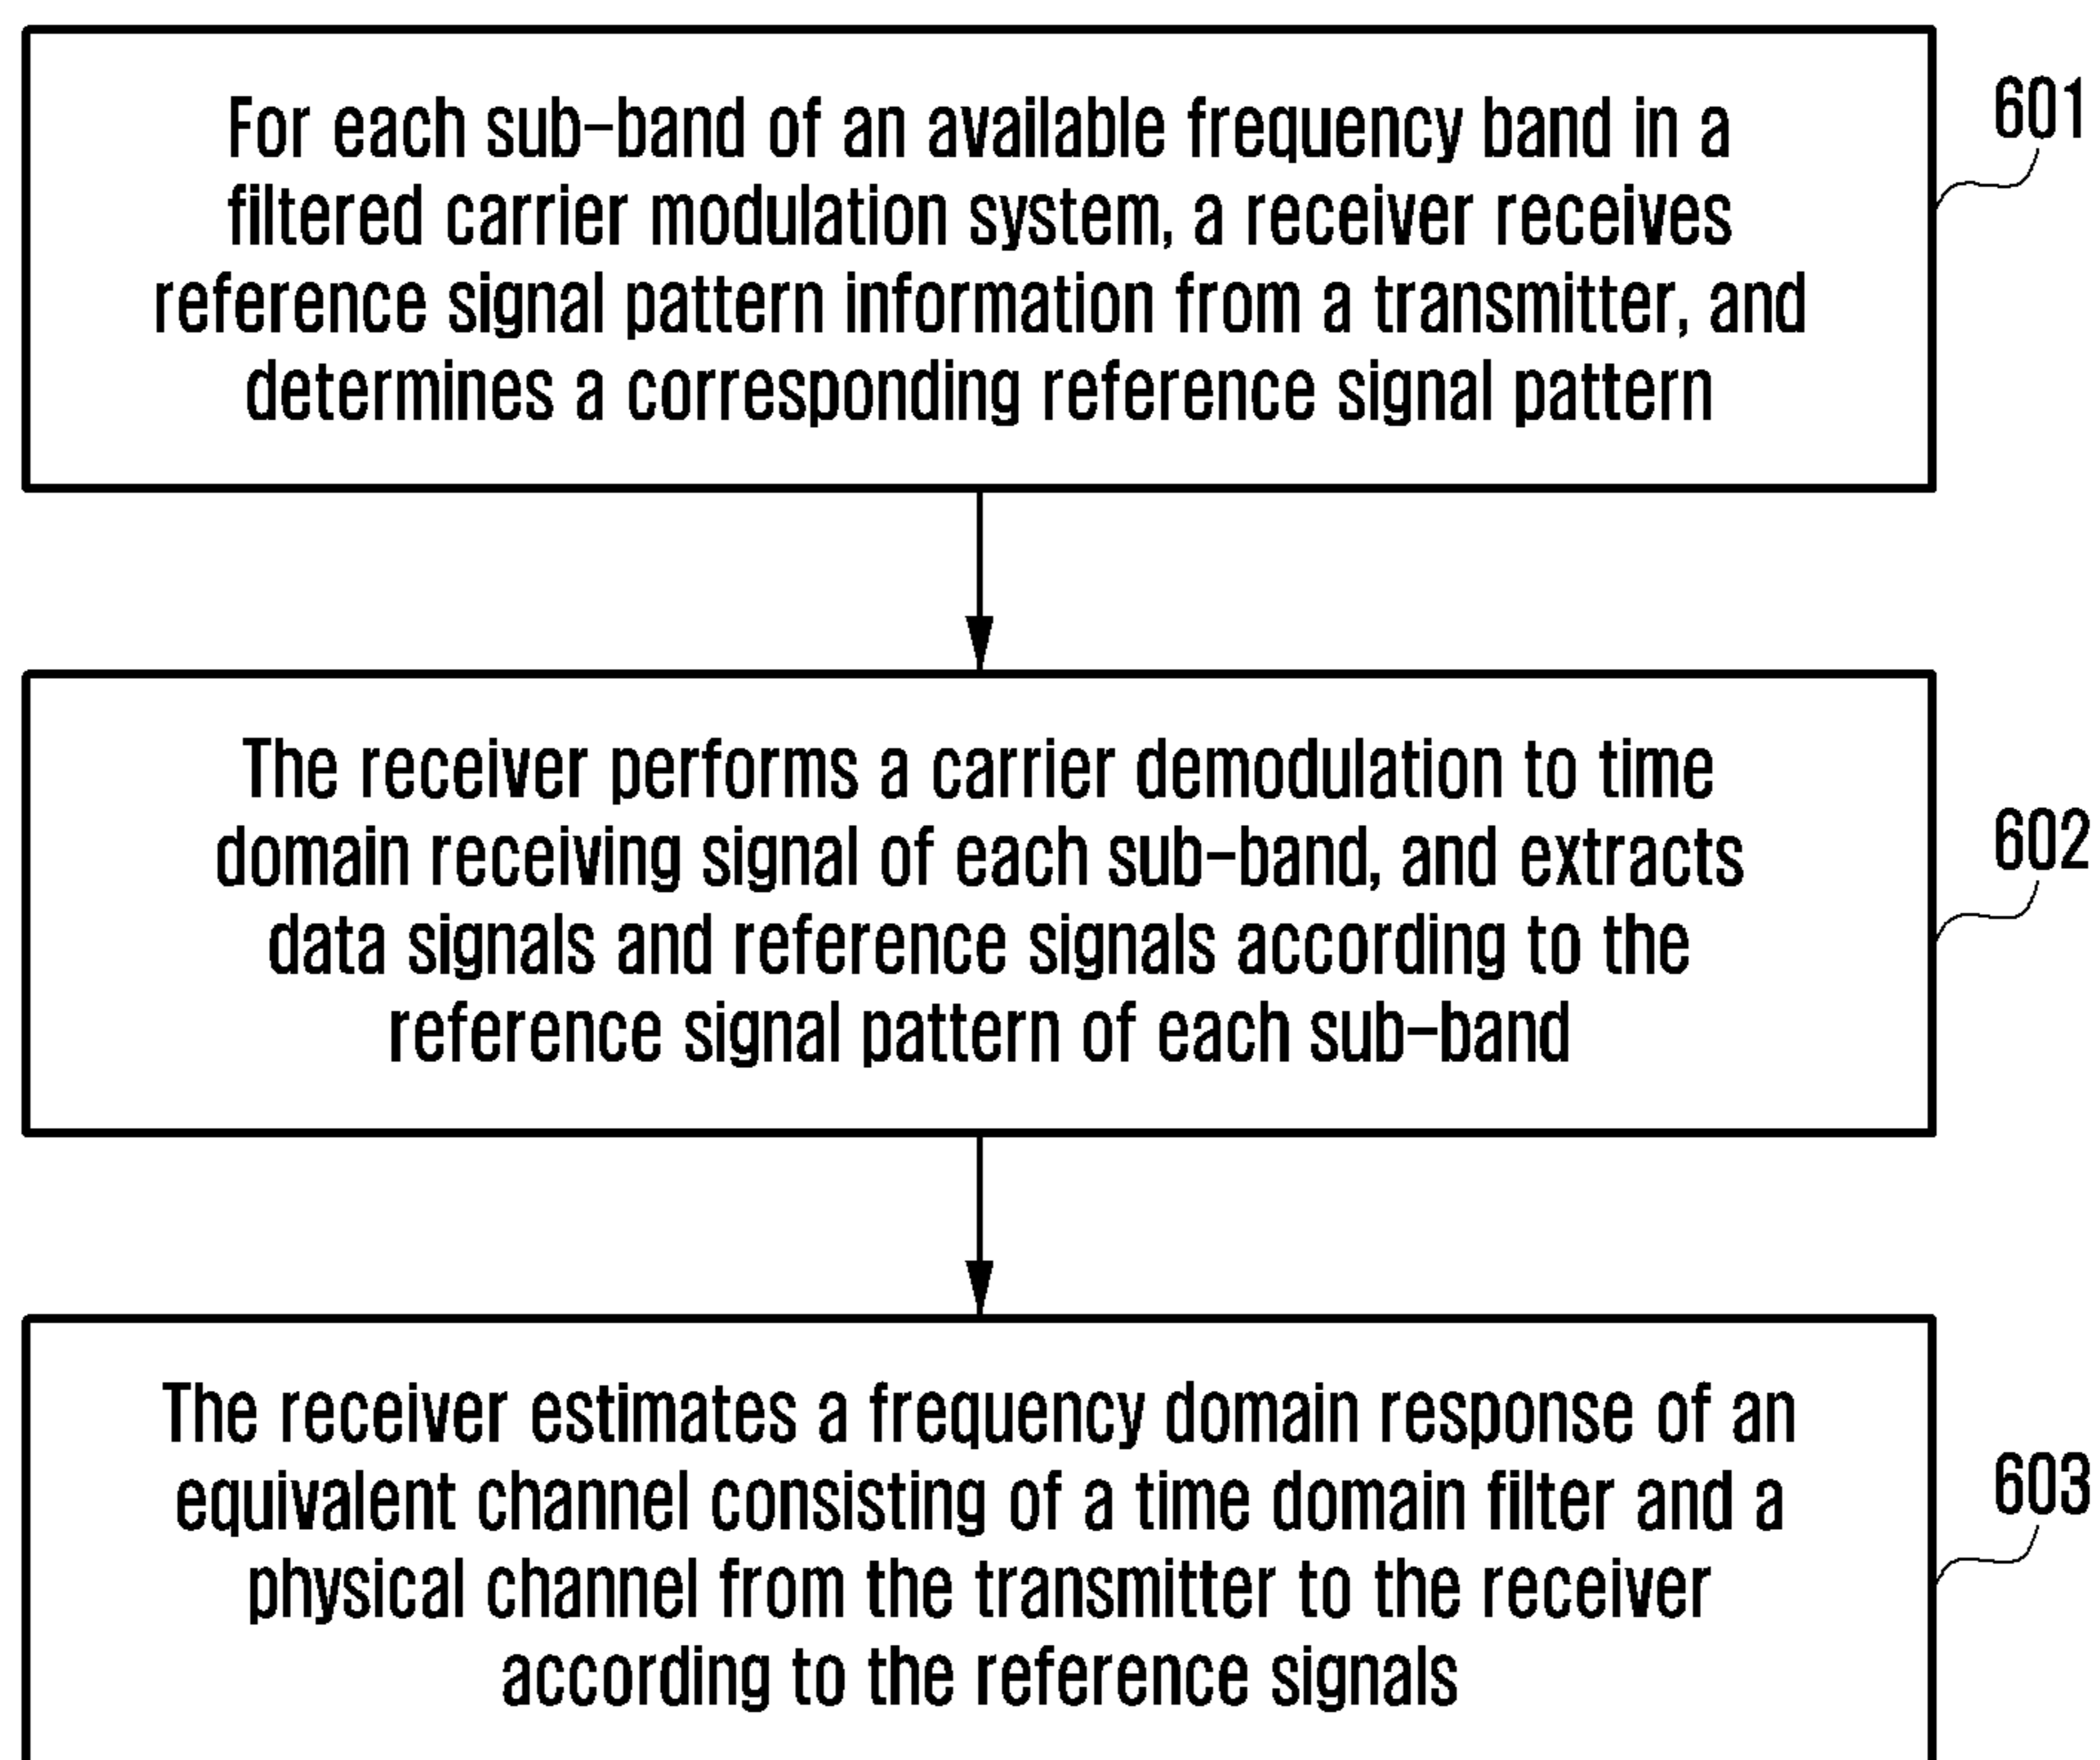 For each sub-band of an available frequency band in a
filtered carrier modulation system, a receiver receives
reference signal pattern information from a transmitter, and
determines a corresponding reference signal pattern
601
The receiver performs a carrier demodulation to time
domain receiving signal of each sub-band, and extracts
data signals and reference signals according to the
reference signal pattern of each sub-band
602
The receiver estimates a frequency domain response of an
equivalent channel consisting of a time domain filter and a
physical channel from the transmitter to the receiver
according to the reference signals
603